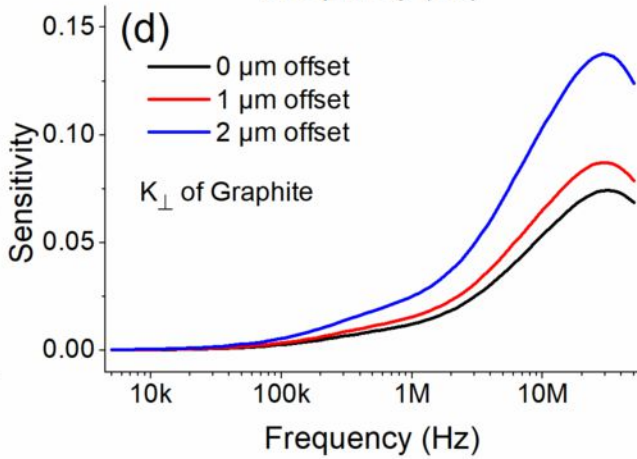 (d)
0 μm offset
1 μm offset
2 μm offset
K⊥ of Graphite
Sensitivity
0.15
0.10
0.05
0.00
10k 100k 1M 10M
Frequency (Hz)